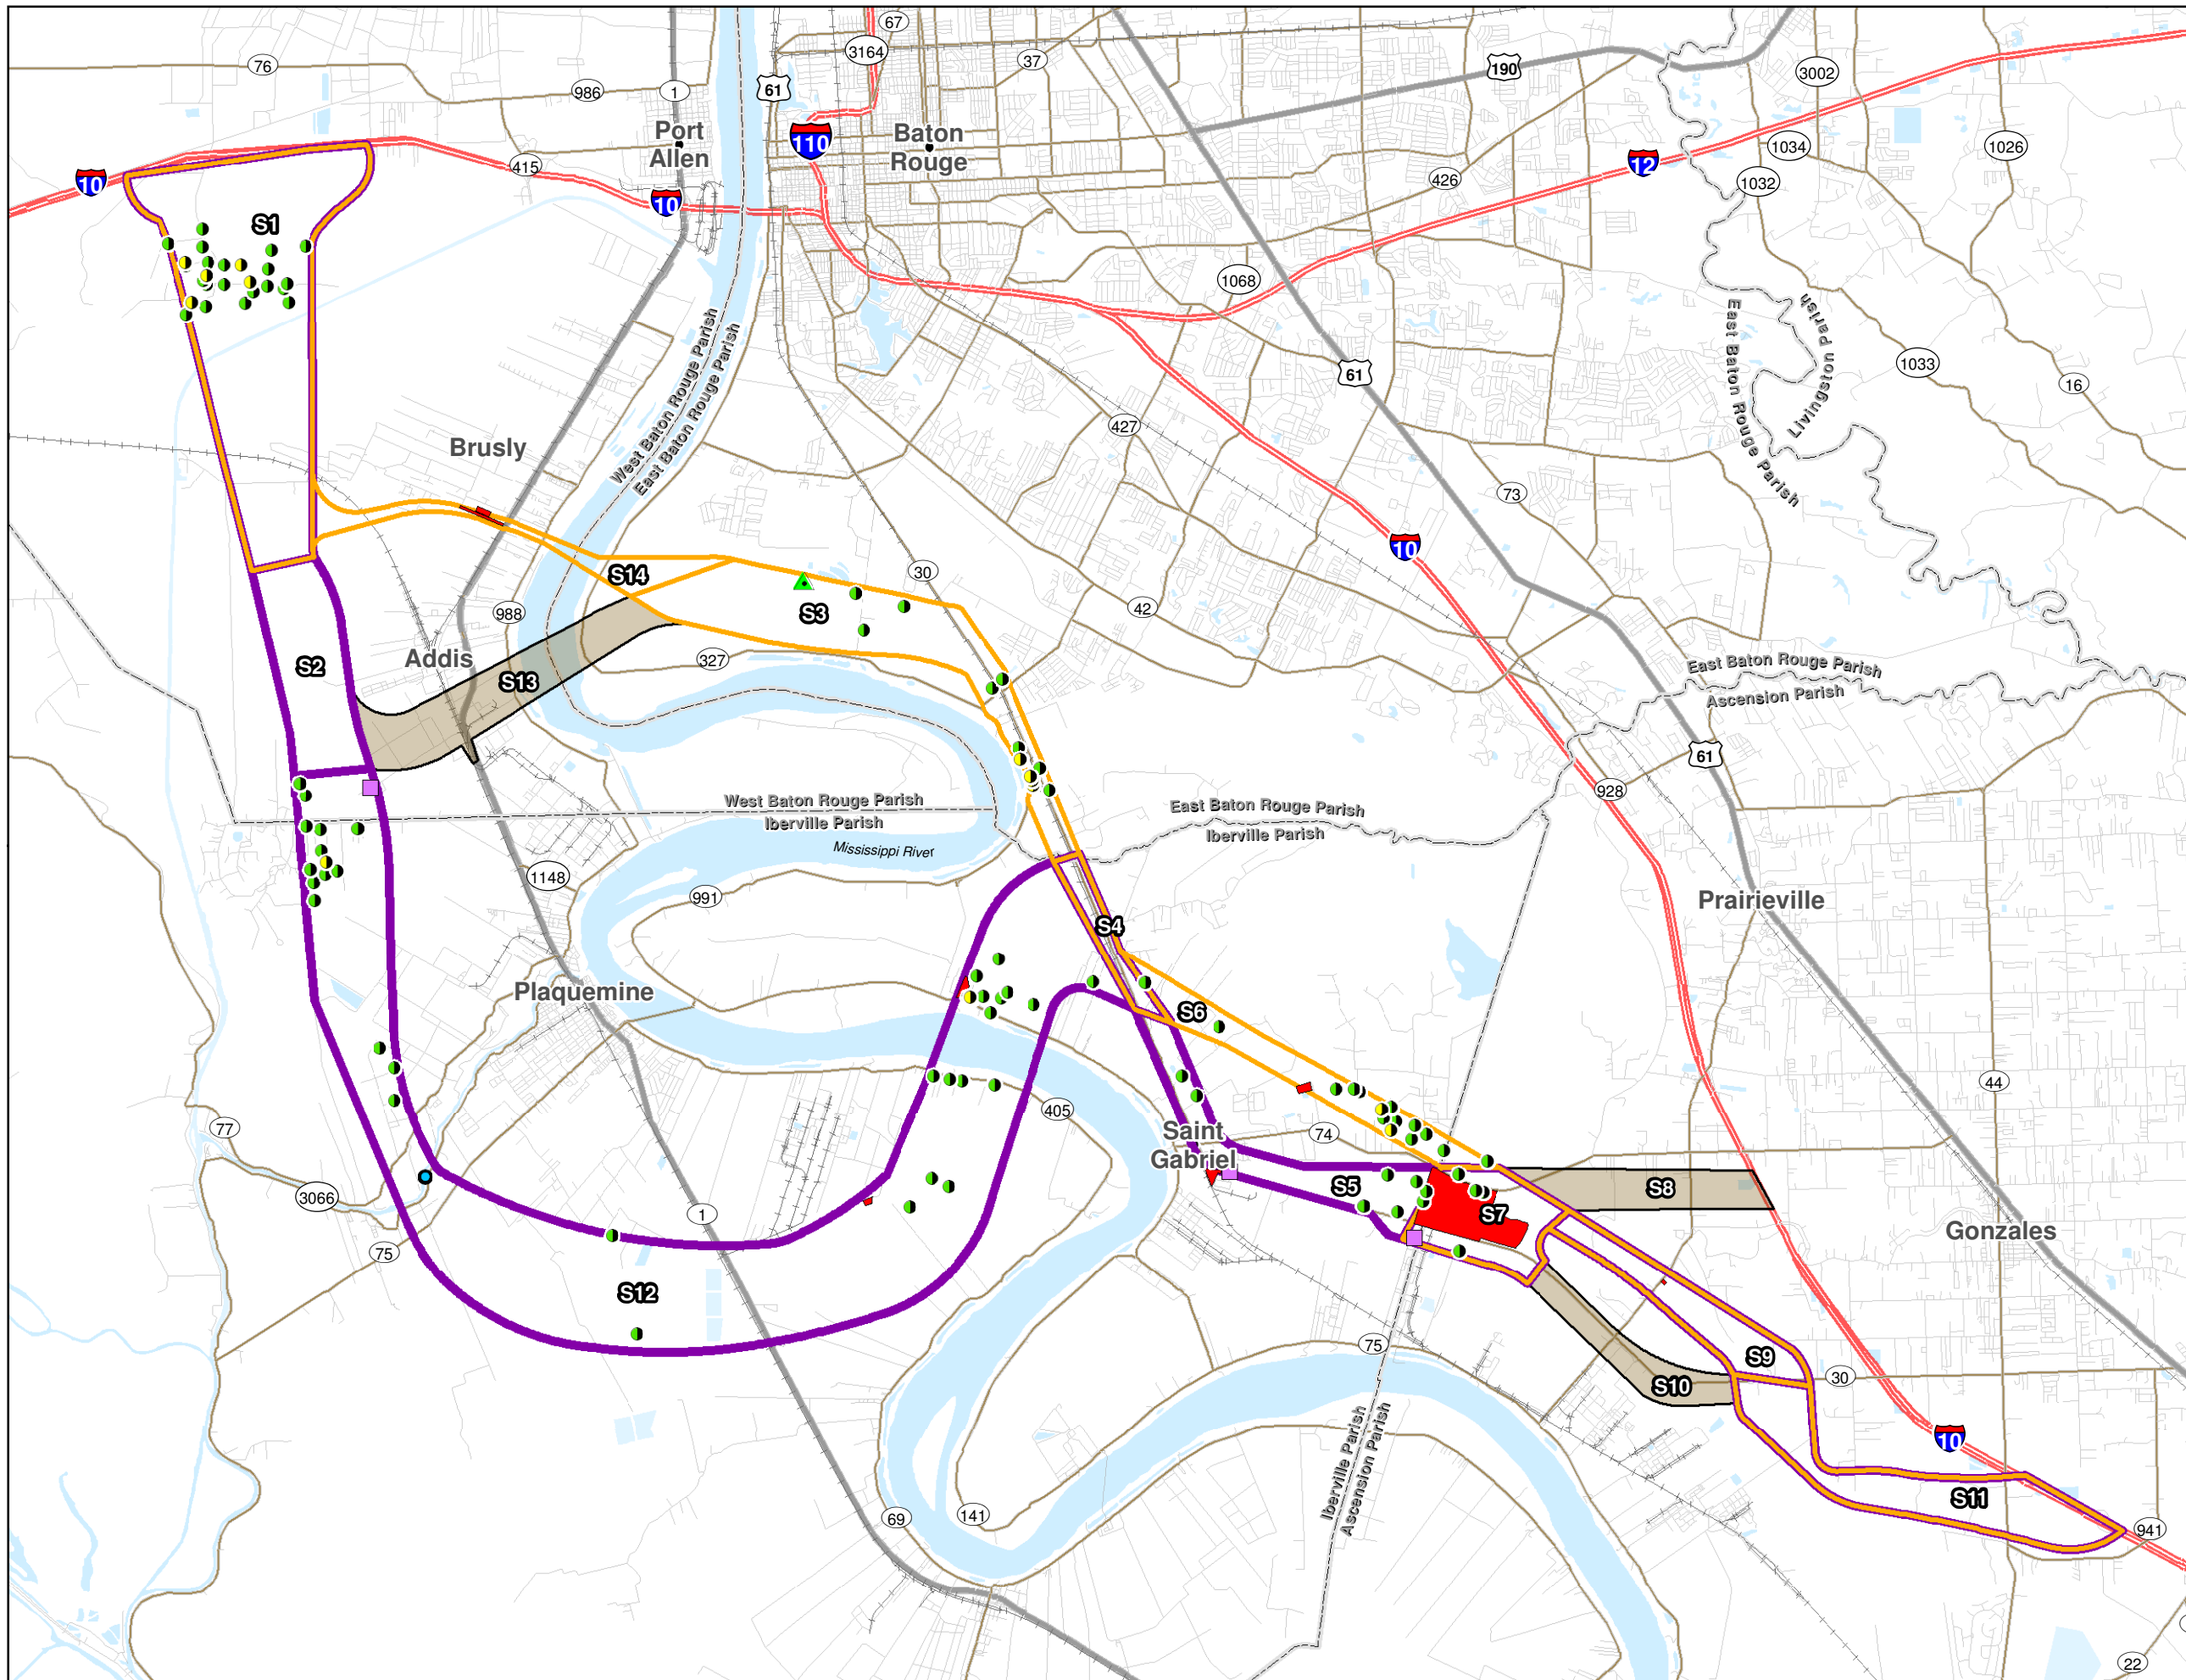 67
3164
37
76
190
3002
986
1
61
Port
Allen
110
Baton
Rouge
1034
1026
415
12
426
1032
10
10
S1
1068
West Baton Rouge Parish
East Baton Rouge Parish
East Baton Rouge Parish
Livingston Parish
1033
61
16
427
Brusly
73
10
30
S14
S3
988
42
Addis
327
S2
S13
East Baton Rouge Parish
Ascension Parish
61
928
West Baton Rouge Parish
Iberville Parish
East Baton Rouge Parish
Iberville Parish
Mississippi River
1148
991
Prairieville
S4
Plaquemine
S6
44
405
77
Saint
Gabriel
74
3066
S5
S8
S7
1
Gonzales
75
S12
75
S9
30
S10
Iberville Parish
Ascension Parish
10
S11
69
141
941
22